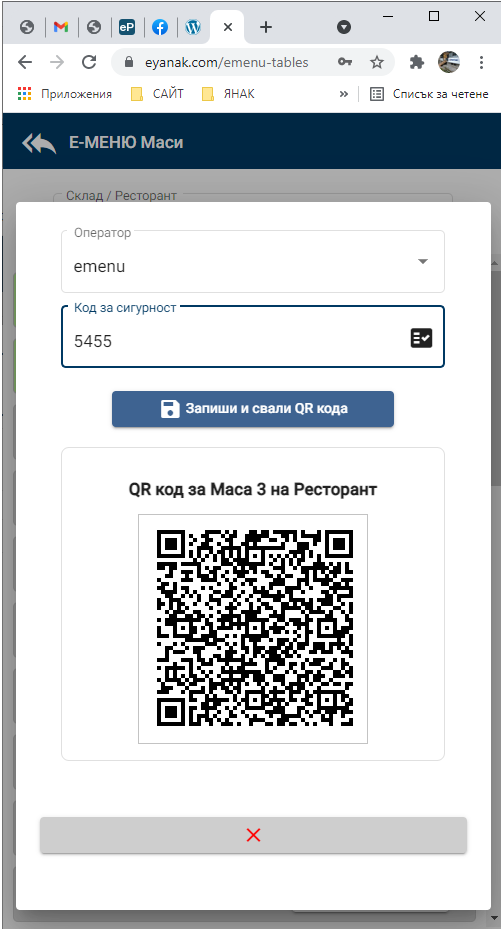 eP
eyanak.com/emenu-tables
Приложения
САЙТ
ЯНАК
»
Списък за четене
Е-МЕНЮ Маси
Склад / Ресторант
Оператор
emenu
Код за сигурност
5455
Запиши и свали QR кода
QR код за Маса 3 на Ресторант